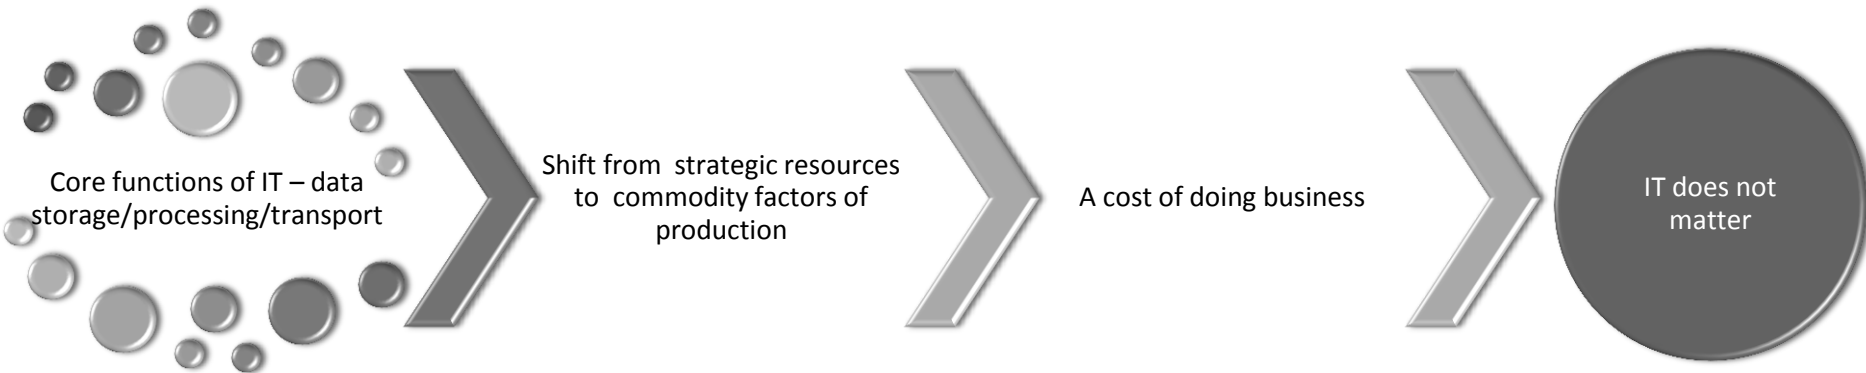 Core functions of IT – data
storage/processing/transport
Shift from strategic resources
to commodity factors of
production
A cost of doing business
IT does not
matter